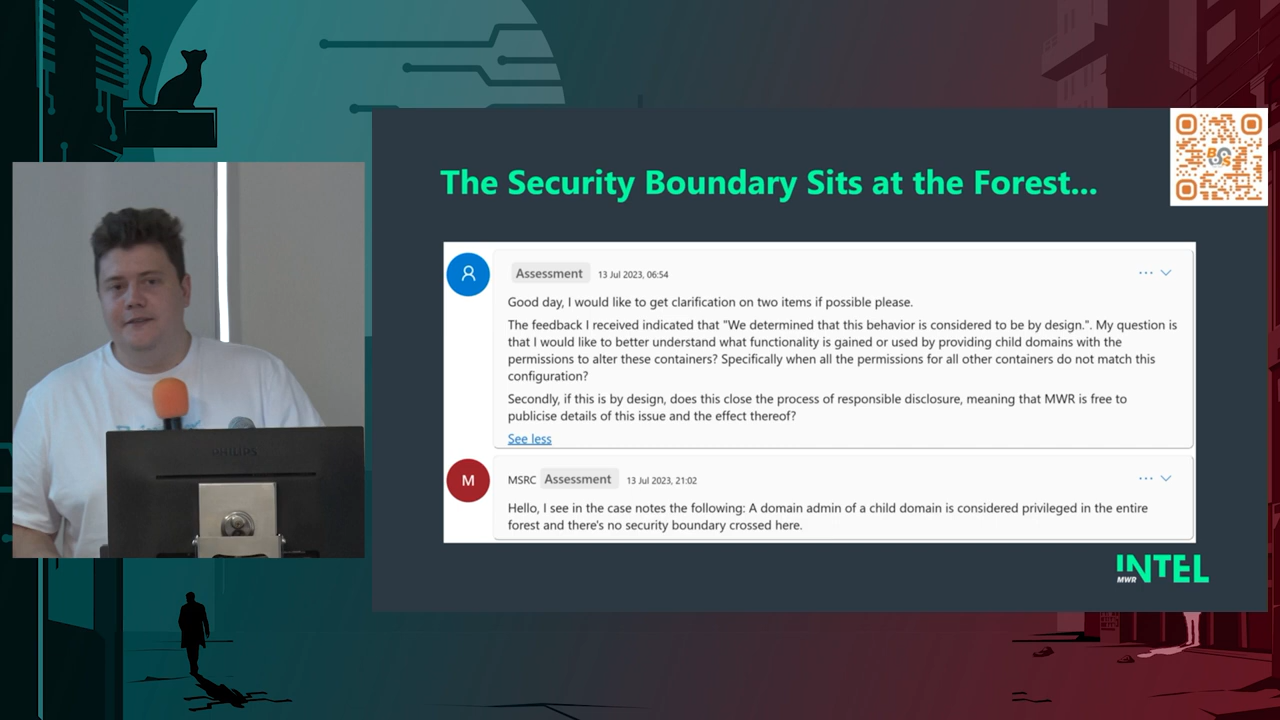 The Security Boundary Sits at the Forest...
Assessment 13 Jul 2023, 06:54
Good day, I would like to get clarification on two items if possible please.
The feedback I received indicated that "We determined that this behavior is considered to be by design.". My question is
that I would like to better understand what functionality is gained or used by providing child domains with the
permissions to alter these containers? Specifically when all the permissions for all other containers do not match this
configuration?
Secondly, if this is by design, does this close the process of responsible disclosure, meaning that MWR is free to
publicise details of this issue and the effect thereof?
See less
M
MSRC Assessment 13 Jul 2023, 21:02
Hello, I see in the case notes the following: A domain admin of a child domain is considered privileged in the entire
forest and there's no security boundary crossed here.
PHILIPS
INTEL
MWR